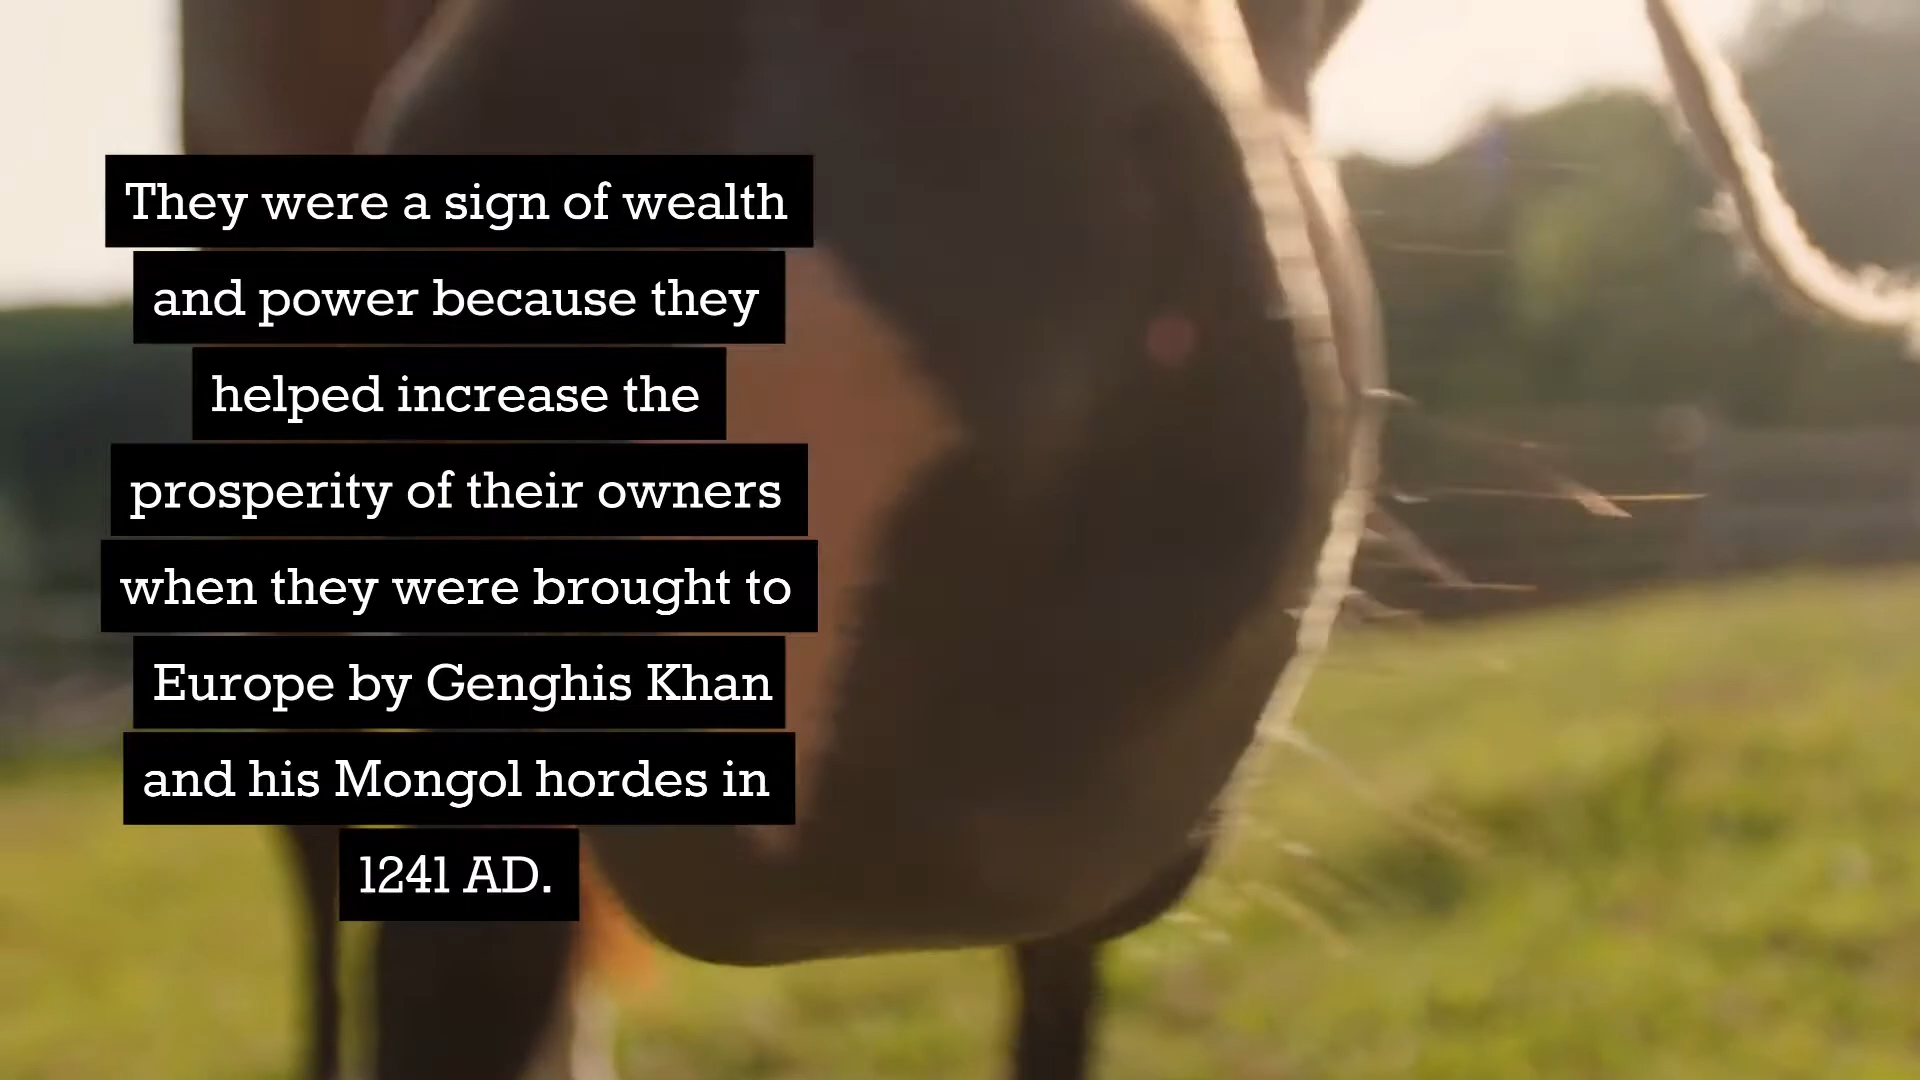 They were a sign of wealth
and power because they
helped increase the
prosperity of their owners
when they were brought to
Europe by Genghis Khan
and his Mongol hordes in
1241 AD.